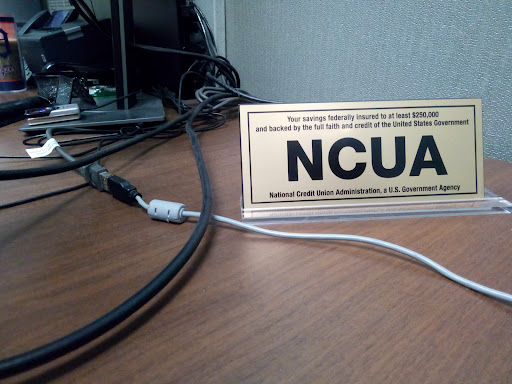 Your savings federally insured to at least $250,000
and backed by the full faith and credit of the United States Government
NCUA
National Credit Union Administration, a U.S. Government Agency